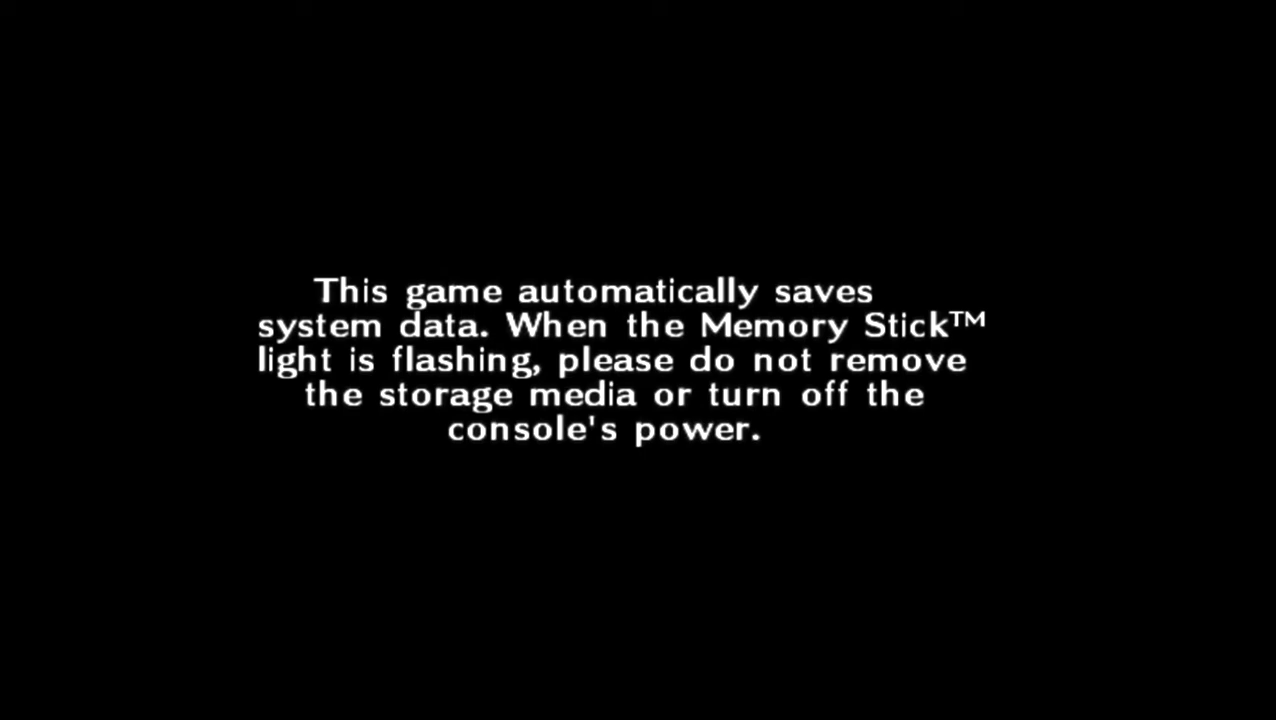 This game automatically saves
system data. When the Memory Stick™
light is flashing, please do not remove
the storage media or turn off the
console's power.